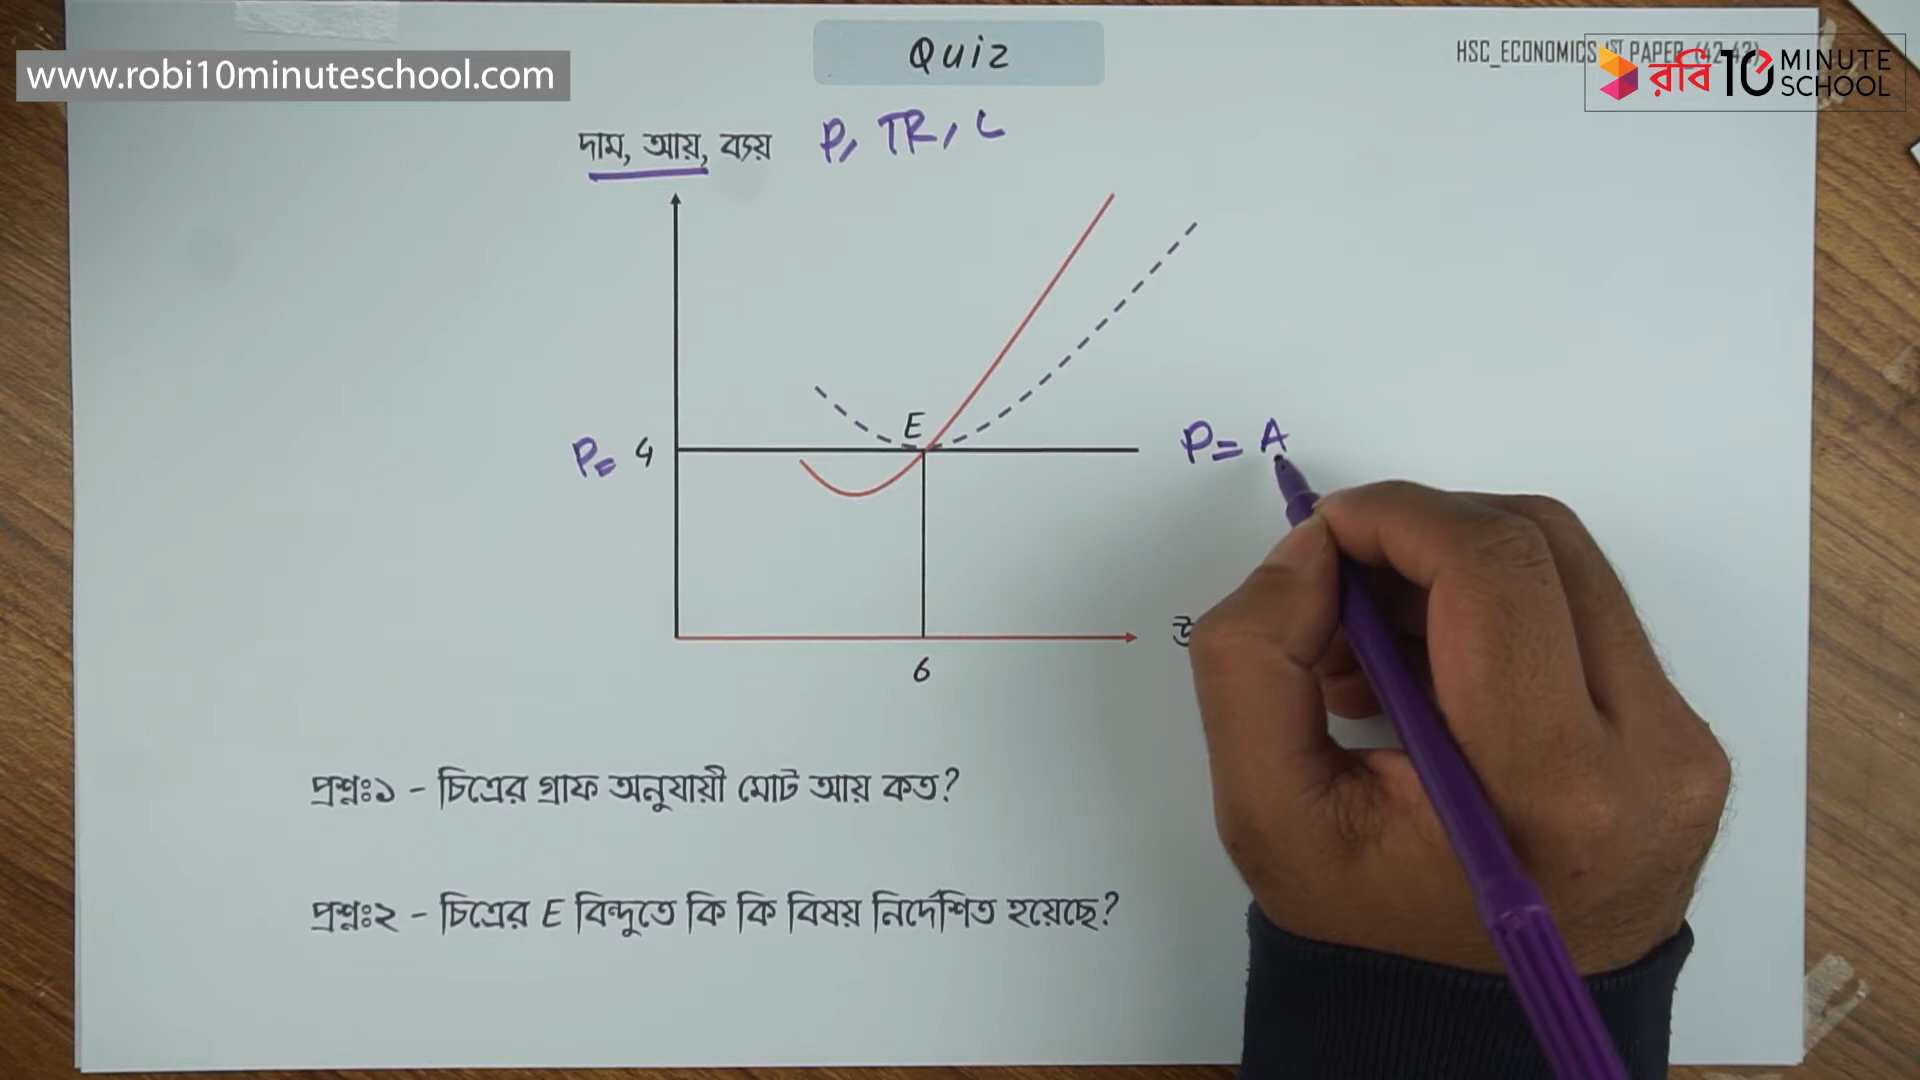 www.robi10minuteschool.com
Quiz
HSC_ECONOMICS 1ST PAPER
রবি 10 MINUTE SCHOOL
দাম, আয়, ব্যয়
P, TR, C
E
P= 4
P= A
6
প্রশ্নঃ১ - চিত্রের গ্রাফ অনুযায়ী মোট আয় কত?
প্রশ্নঃ২ - চিত্রের E বিন্দুতে কি কি বিষয় নির্দেশিত হয়েছে?